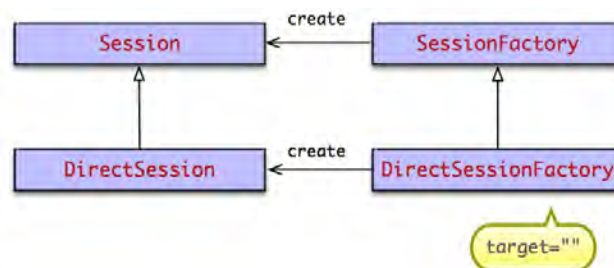 create
Session
SessionFactory
create
DirectSession
DirectSessionFactory
target=""